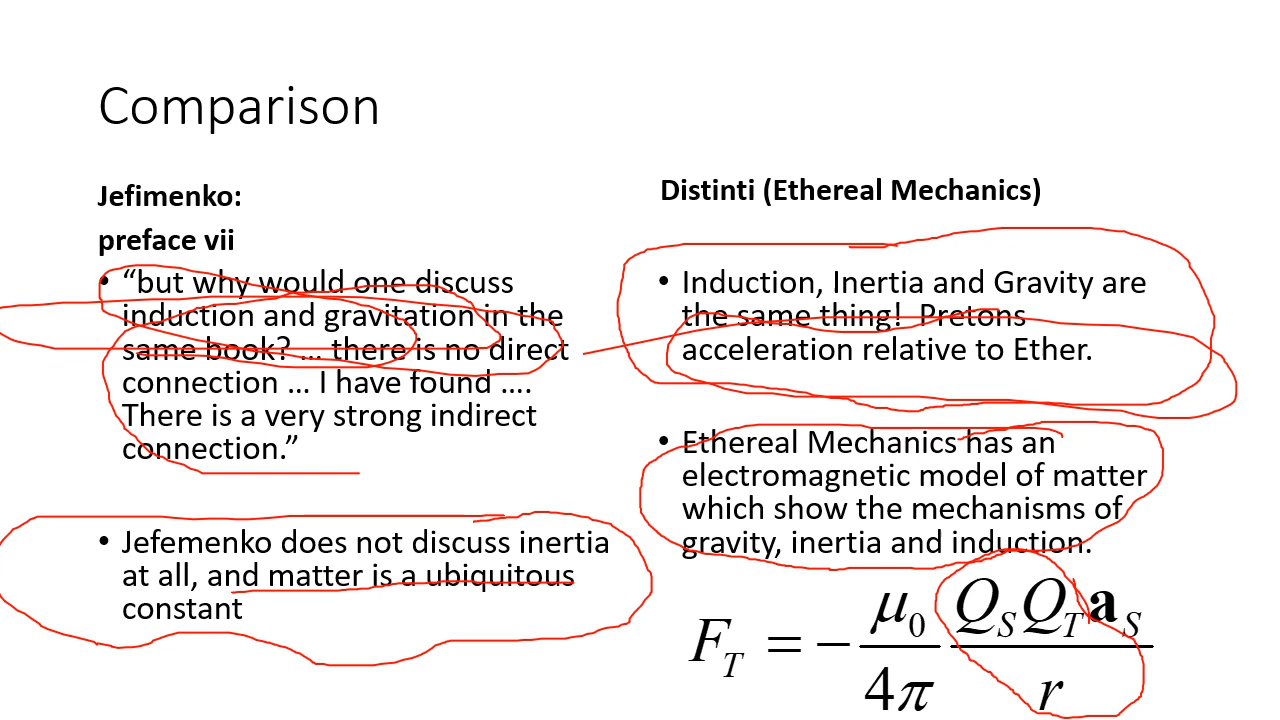 Comparison
Jefimenko:
preface vii
• “but why would one discuss
induction and gravitation in the
same book? … there is no direct
connection … I have found ….
There is a very strong indirect
connection.”
• Jefemenko does not discuss inertia
at all, and matter is a ubiquitous
constant
Distinti (Ethereal Mechanics)
• Induction, Inertia and Gravity are
the same thing! Pretons
acceleration relative to Ether.
• Ethereal Mechanics has an
electromagnetic model of matter
which show the mechanisms of
gravity, inertia and induction.
F_T = − μ₀/4π Q_S Q_T a_S/r